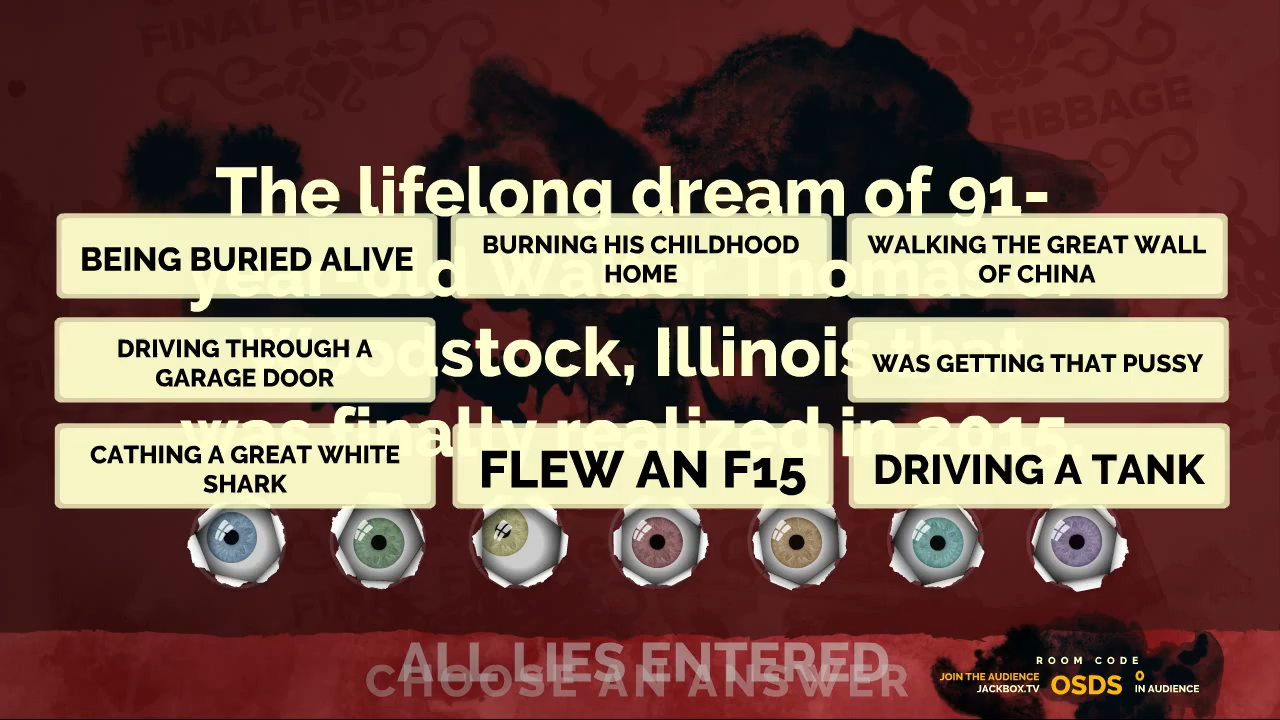 FINAL FIBBAGE
FIBBAGE
The lifelong dream of 91-
BEING BURIED ALIVE
BURNING HIS CHILDHOOD
HOME
WALKING THE GREAT WALL
OF CHINA
year-old Walter Thomas of
Woodstock, Illinois that
DRIVING THROUGH A
GARAGE DOOR
WAS GETTING THAT PUSSY
was finally realized in 2015.
CATHING A GREAT WHITE
SHARK
FLEW AN F15
DRIVING A TANK
ALL LIES ENTERED
CHOOSE AN ANSWER
ROOM CODE
JOIN THE AUDIENCE
JACKBOX.TV
OSDS
0
IN AUDIENCE